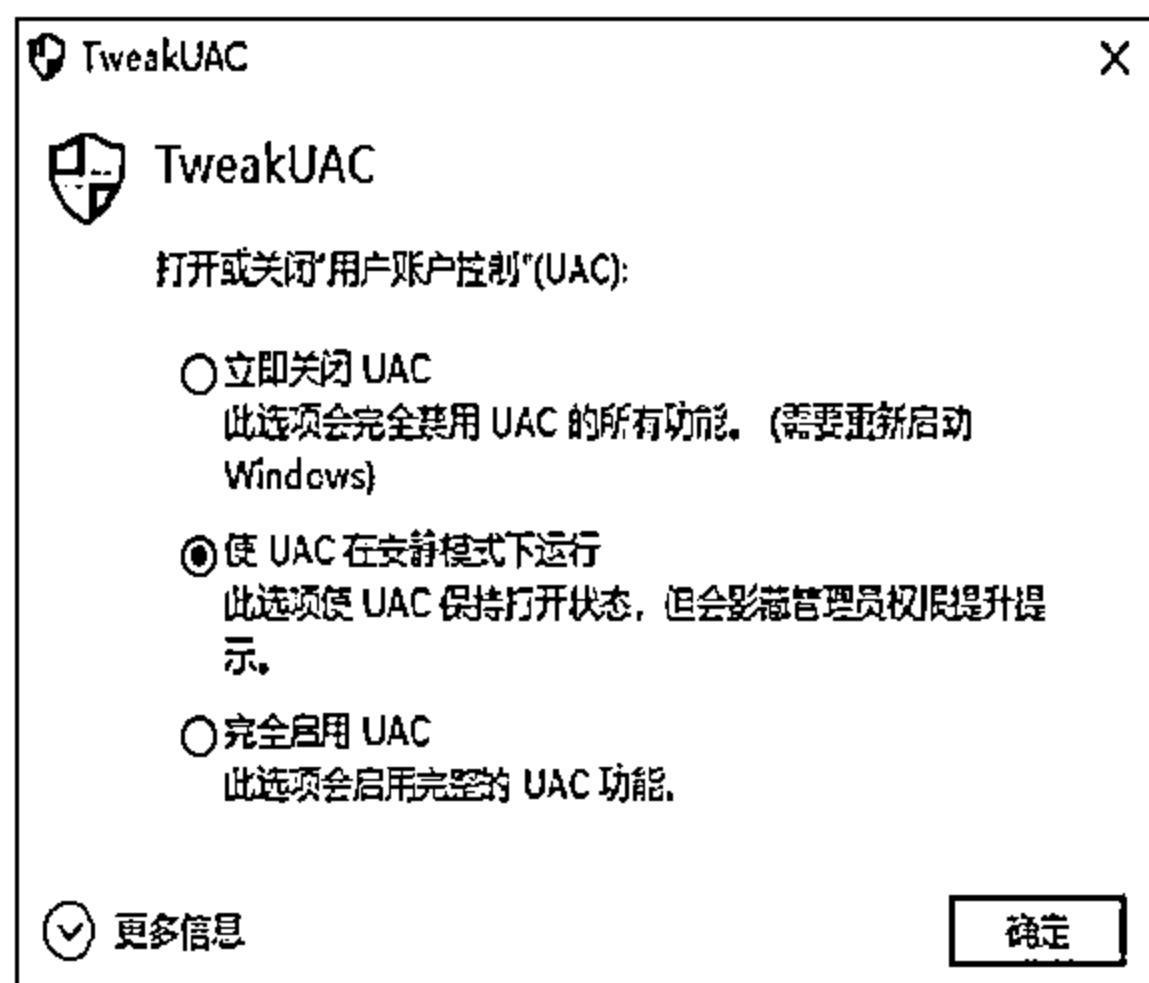 TweakUAC
TweakUAC
打开或关闭"用户账户控制"(UAC):
立即关闭 UAC
此选项会完全禁用 UAC 的所有功能。 (需要重新启动
Windows)
使 UAC 在安静模式下运行
此选项使 UAC 保持打开状态，但会影藏管理员权限提升提
示。
完全启用 UAC
此选项会启用完整的 UAC 功能。
更多信息
确定